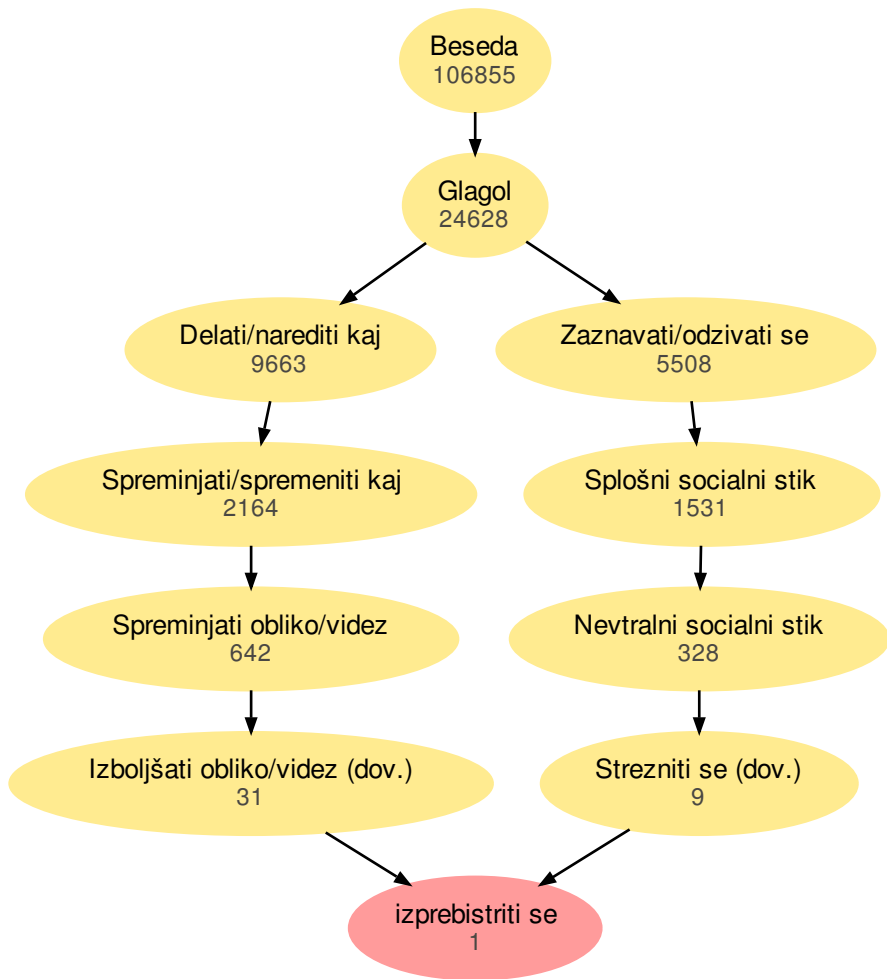 Beseda
106855
Glagol
24628
Delati/narediti kaj
9663
Zaznavati/odzivati se
5508
Spreminjati/spremeniti kaj
2164
Splošni socialni stik
1531
Spreminjati obliko/videz
642
Nevtralni socialni stik
328
Izboljšati obliko/videz (dov.)
31
Strezniti se (dov.)
9
izprebistriti se
1